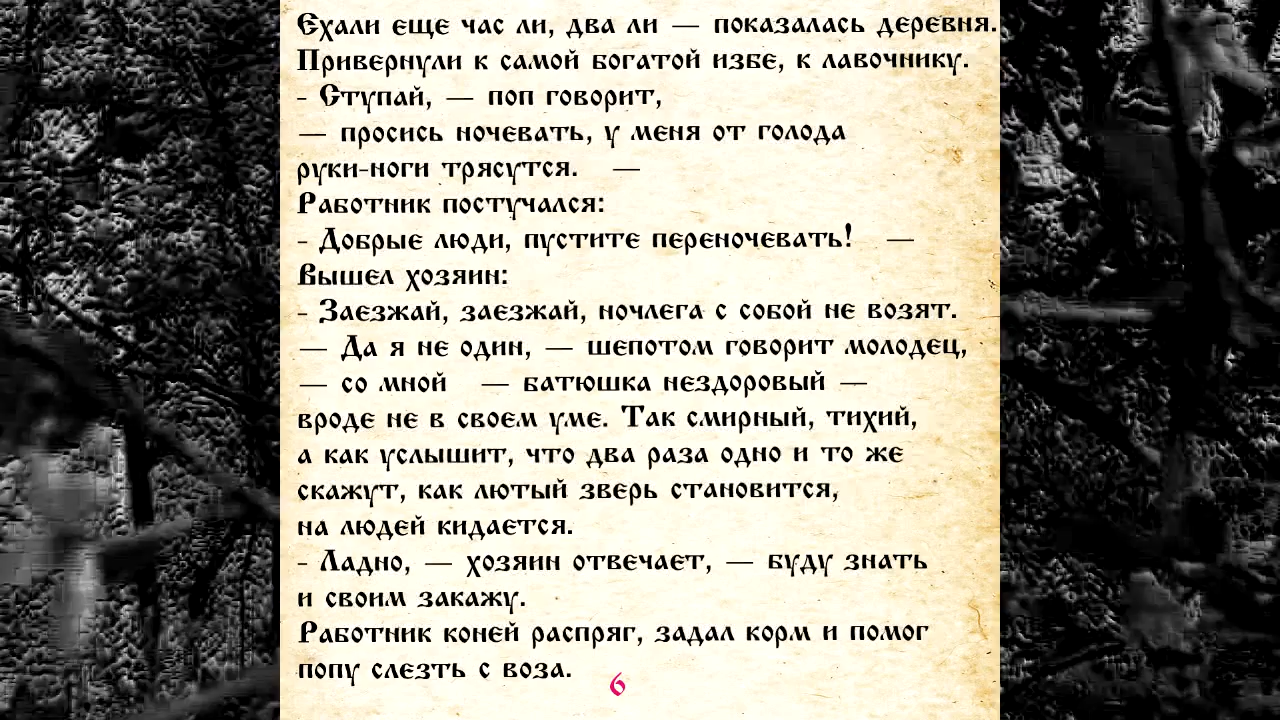 Ехали еще час ли, два ли — показалась деревня.
Привернули к самой богатой избе, к лавочнику.
- Ступай, — поп говорит,
— просись ночевать, у меня от голода
руки-ноги трясутся. —
Работник постучался:
- Добрые люди, пустите переночевать! —
Вышел хозяин:
- Заезжай, заезжай, ночлега с собой не возят.
— Да я не один, — шепотом говорит молодец,
— со мной — батюшка нездоровый —
вроде не в своем уме. Так смирный, тихий,
а как услышит, что два раза одно и то же
скажут, как лютый зверь становится,
на людей кидается.
- Ладно, — хозяин отвечает, — буду знать
и своим закажу.
Работник коней распряг, задал корм и помог
попу слезть с воза.
6